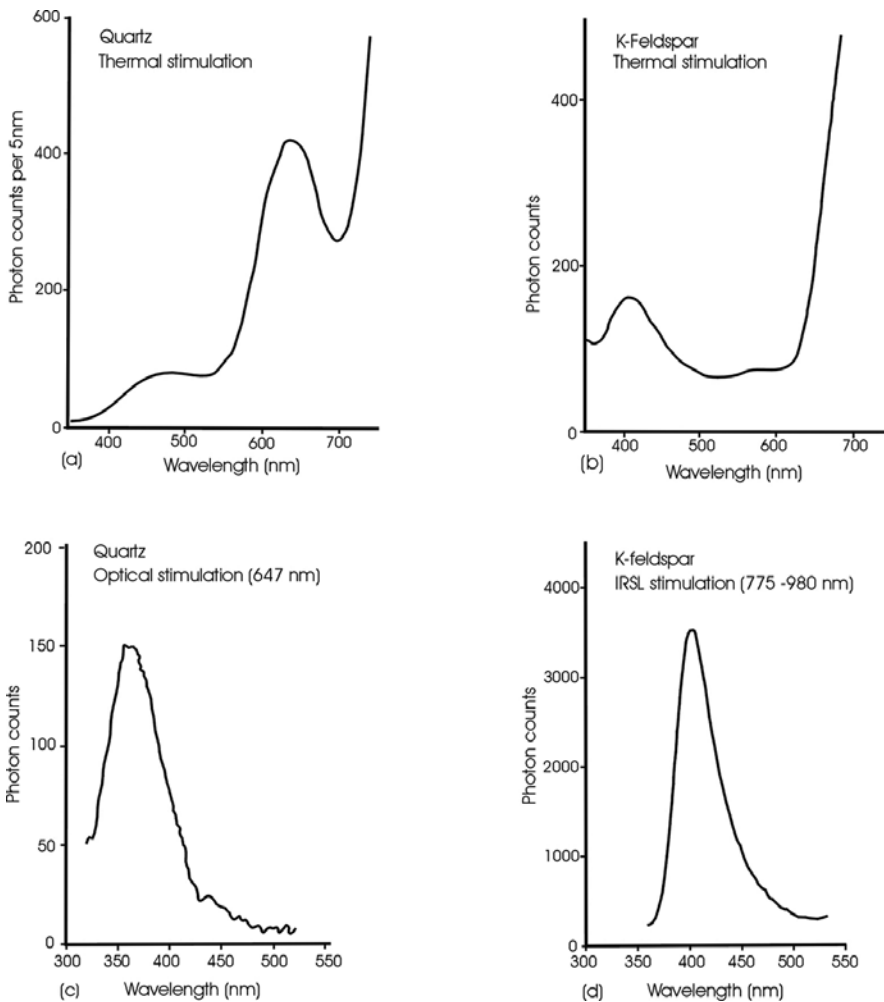 Quartz
Thermal stimulation
600
400
200
0
Photon counts per 5nm
400 500 600 700
Wavelength (nm)
(a)
K-Feldspar
Thermal stimulation
400
200
0
Photon counts
400 500 600 700
Wavelength (nm)
(b)
Quartz
Optical stimulation (647 nm)
200
150
100
50
0
Photon counts
300 350 400 450 500 550
Wavelength (nm)
(c)
K-feldspar
IRSL stimulation (775 -980 nm)
4000
3000
2000
1000
0
Photon counts
300 350 400 450 500 550
Wavelength (nm)
(d)